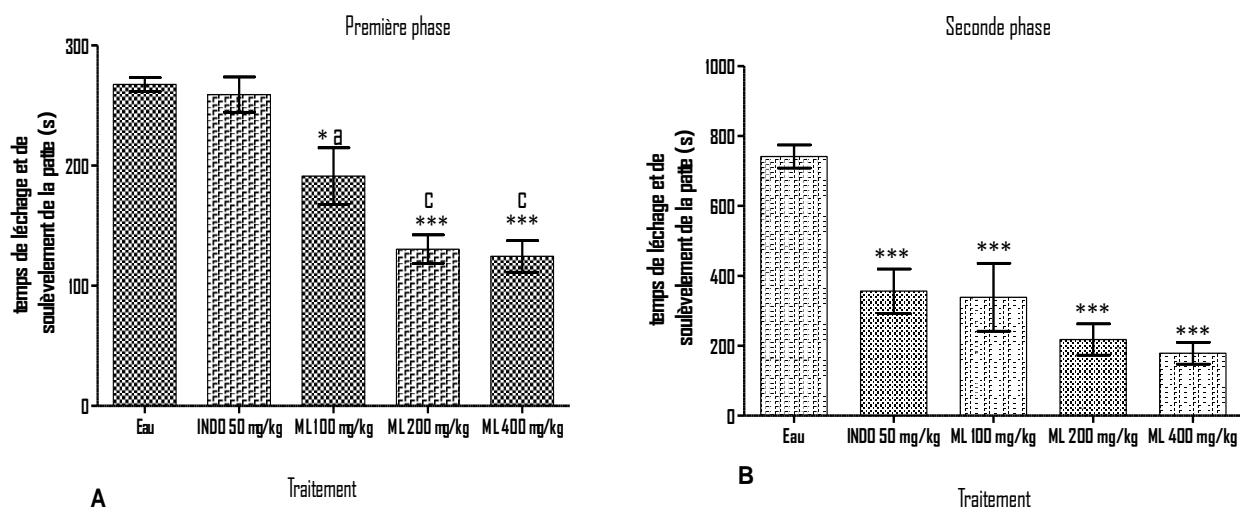 Première phase
300
200
100
0
temps de léchage et de
soulèvelement de la patte (s)
* a
c
***
c
***
Eau
INDO 50 mg/kg
ML 100 mg/kg
ML 200 mg/kg
ML 400 mg/kg
Traitement
A
Seconde phase
1000
800
600
400
200
0
temps de léchage et de
soulèvelement de la patte (s)
***
***
***
***
Eau
INDO 50 mg/kg
ML 100 mg/kg
ML 200 mg/kg
ML 400 mg/kg
B
Traitement